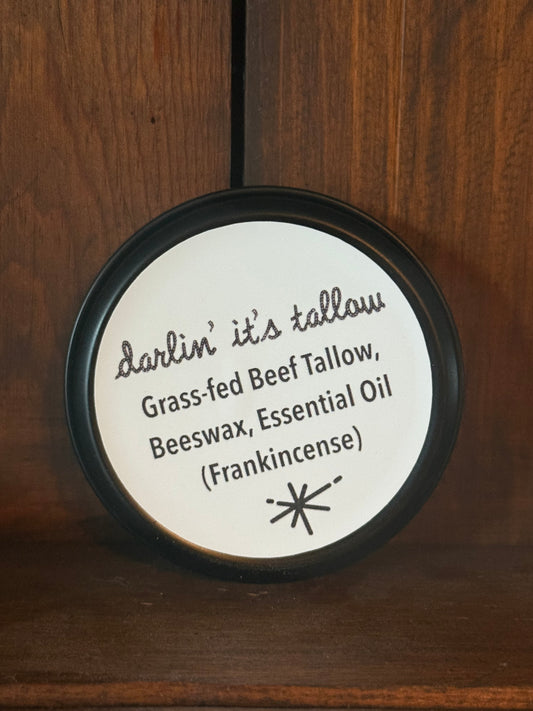 darlin' it's tallow
Grass-fed Beef Tallow,
Beeswax, Essential Oil
(Frankincense)